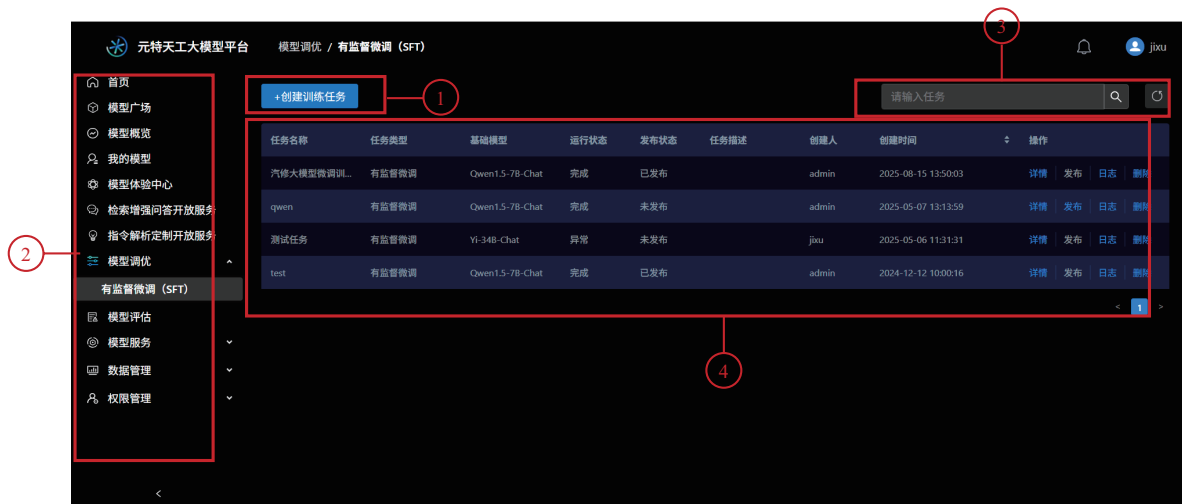 元特天工大模型平台 模型调优 / 有监督微调（SFT） 3 jixu
首页
模型广场
模型概览
我的模型
模型体验中心
检索增强问答开放服务
指令解析定制开放服务
模型调优
有监督微调（SFT）
模型评估
模型服务
数据管理
权限管理
<
2
+创建训练任务 1 请输入任务
任务名称 任务类型 基础模型 运行状态 发布状态 任务描述 创建人 创建时间 操作
汽修大模型微调训... 有监督微调 Qwen1.5-7B-Chat 完成 已发布 admin 2025-08-15 13:50:03 详情 发布 日志 删除
qwen 有监督微调 Qwen1.5-7B-Chat 完成 未发布 admin 2025-05-07 13:13:59 详情 发布 日志 删除
测试任务 有监督微调 Yi-34B-Chat 异常 未发布 jixu 2025-05-06 11:31:31 详情 发布 日志 删除
test 有监督微调 Qwen1.5-7B-Chat 完成 已发布 admin 2024-12-12 10:00:16 详情 发布 日志 删除
< 1 >
4